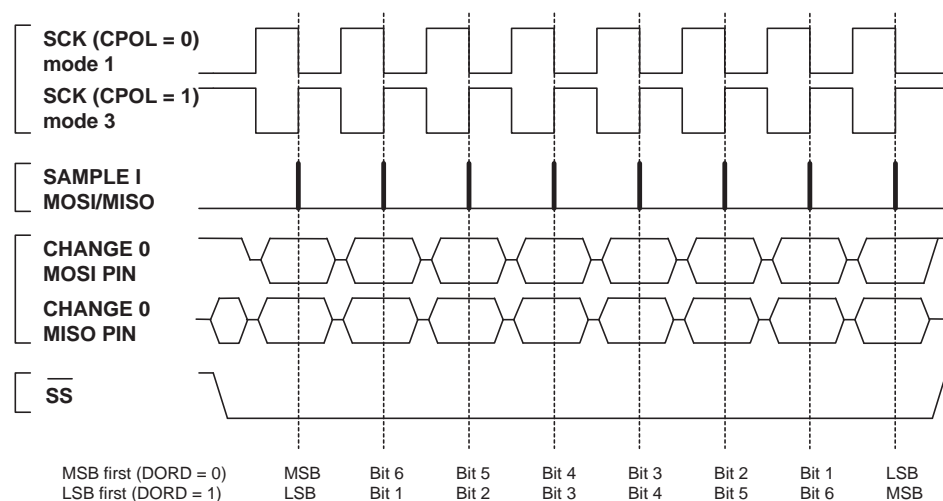 SCK (CPOL = 0)
mode 1
SCK (CPOL = 1)
mode 3
SAMPLE I
MOSI/MISO
CHANGE 0
MOSI PIN
CHANGE 0
MISO PIN
SS
MSB first (DORD = 0) MSB Bit 6 Bit 5 Bit 4 Bit 3 Bit 2 Bit 1 LSB
LSB first (DORD = 1) LSB Bit 1 Bit 2 Bit 3 Bit 4 Bit 5 Bit 6 MSB